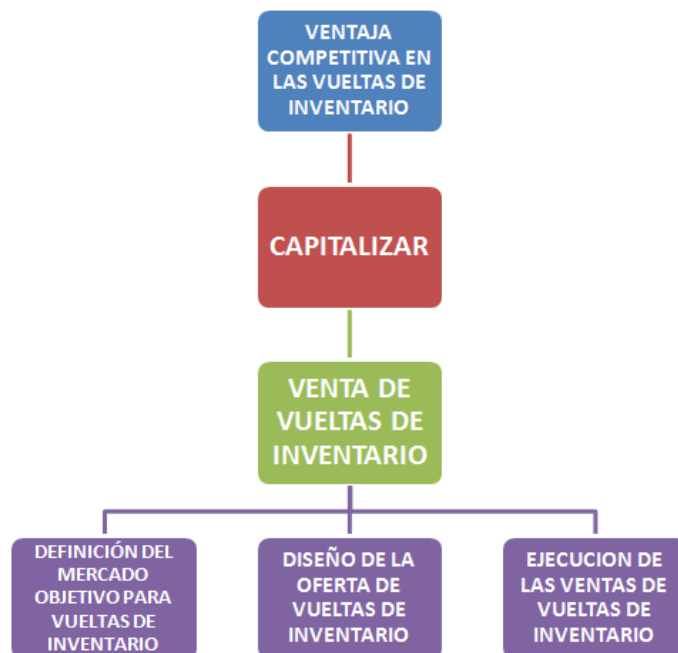 VENTAJA
COMPETITIVA EN
LAS VUELTAS DE
INVENTARIO
CAPITALIZAR
VENTA DE
VUELTAS DE
INVENTARIO
DEFINICIÓN DEL
MERCADO
OBJETIVO PARA
VUELTAS DE
INVENTARIO
DISEÑO DE LA
OFERTA DE
VUELTAS DE
INVENTARIO
EJECUCION DE
LAS VENTAS DE
VUELTAS DE
INVENTARIO